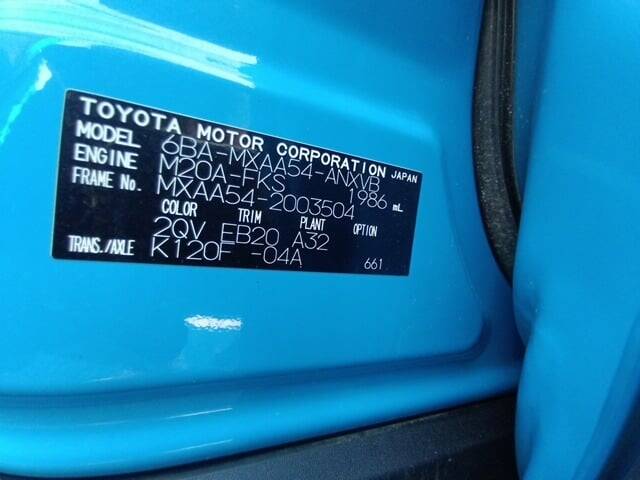 TOYOTA MOTOR CORPORATION JAPAN
MODEL 6BA-MXAA54-ANXVB
ENGINE M20A-FKS 1986 mL
FRAME No. MXAA54-2003504
COLOR TRIM PLANT OPTION
2QV EB20 A32
TRANS./AXLE K120F -04A
661